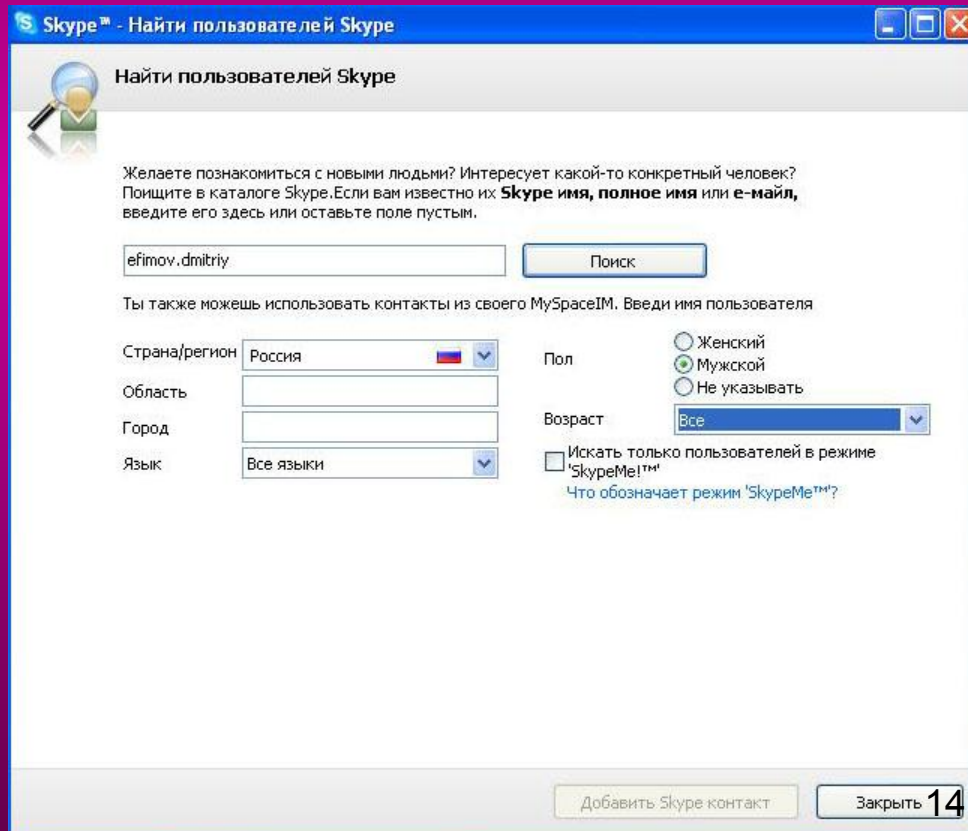 Skype™ - Найти пользователей Skype
Найти пользователей Skype
Желаете познакомиться с новыми людьми? Интересует какой-то конкретный человек?
Поищите в каталоге Skype.Если вам известно их Skype имя, полное имя или е-майл,
введите его здесь или оставьте поле пустым.
efimov.dmitriy
Поиск
Ты также можешь использовать контакты из своего MySpaceIM. Введи имя пользователя
Страна/регион Россия
Область
Город
Язык Все языки
Пол
Женский
Мужской
Не указывать
Возраст Все
Искать только пользователей в режиме
'SkypeMe!™'
Что обозначает режим 'SkypeMe™'?
Добавить Skype контакт
Закрыть
14